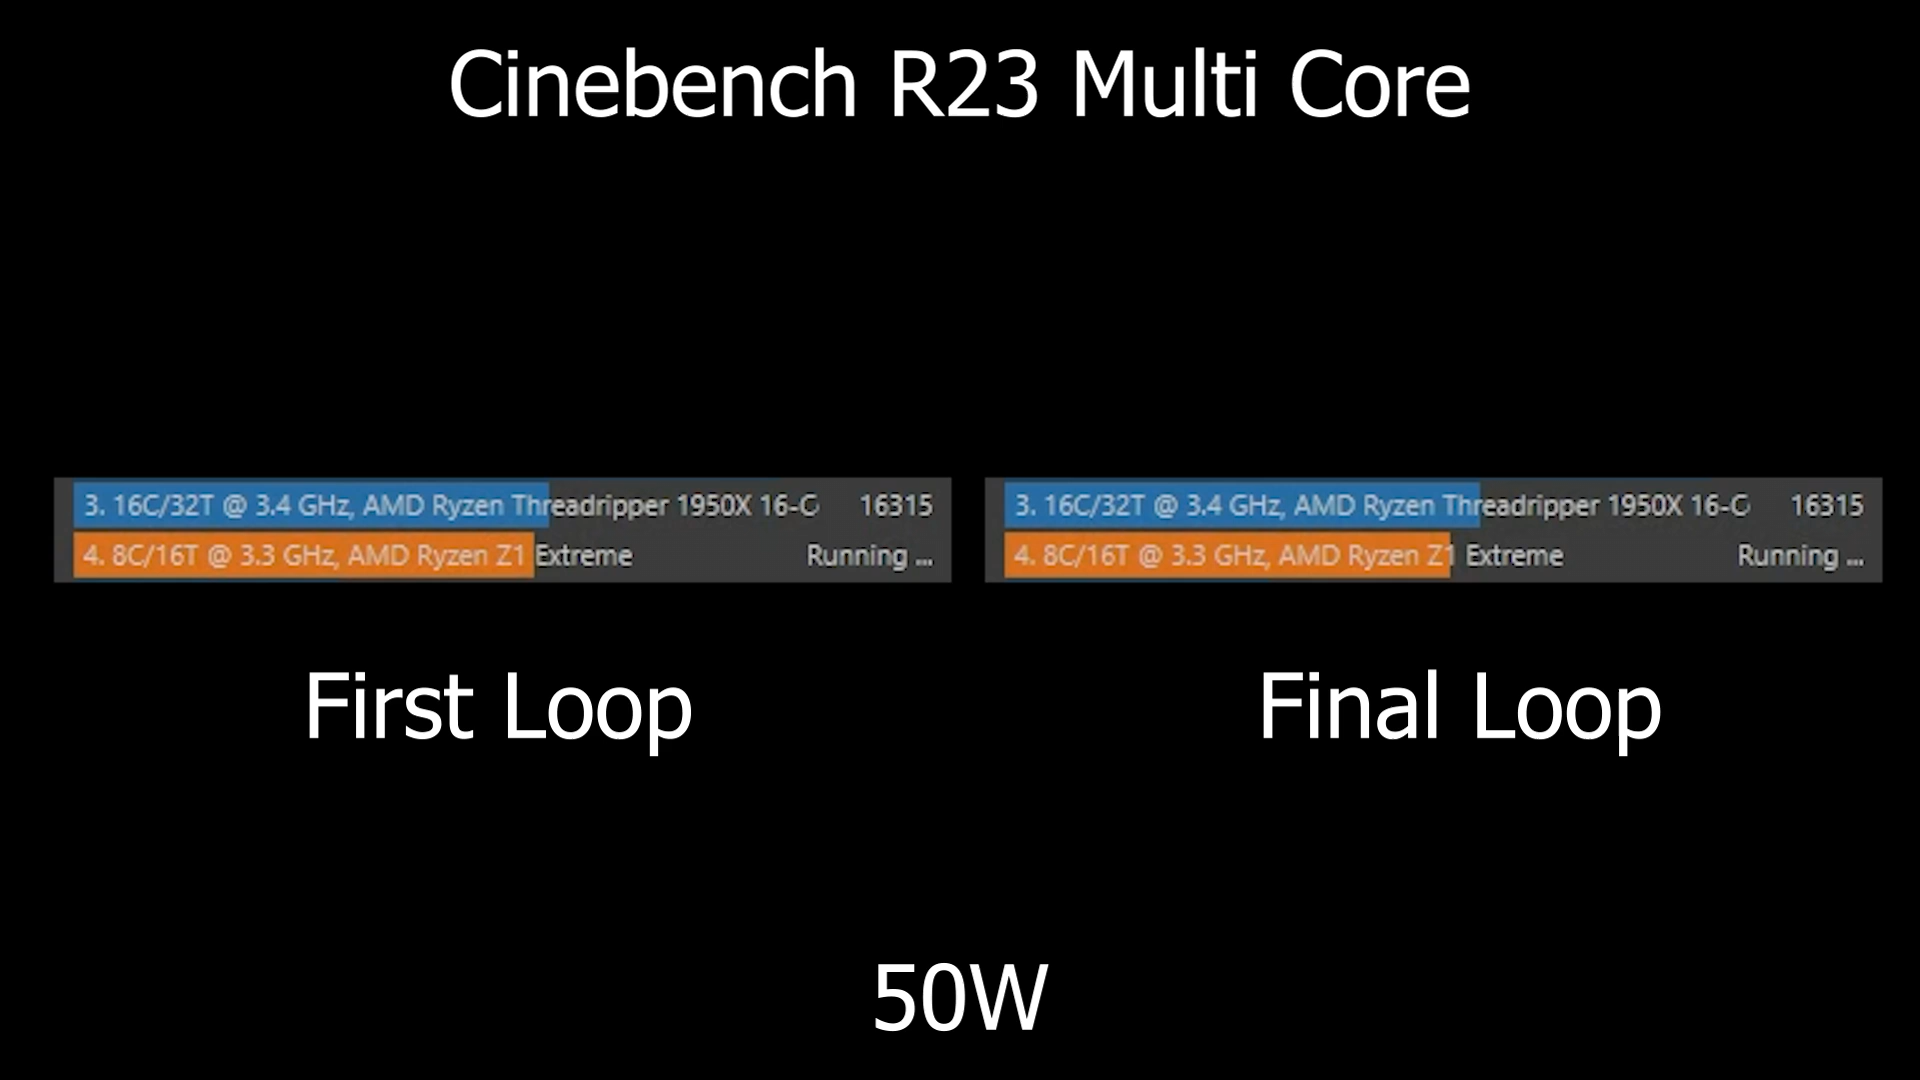 Cinebench R23 Multi Core
3. 16C/32T @ 3.4 GHz, AMD Ryzen Threadripper 1950X 16-C 16315
4. 8C/16T @ 3.3 GHz, AMD Ryzen Z1 Extreme Running ...
3. 16C/32T @ 3.4 GHz, AMD Ryzen Threadripper 1950X 16-C 16315
4. 8C/16T @ 3.3 GHz, AMD Ryzen Z1 Extreme Running ...
First Loop
Final Loop
50W